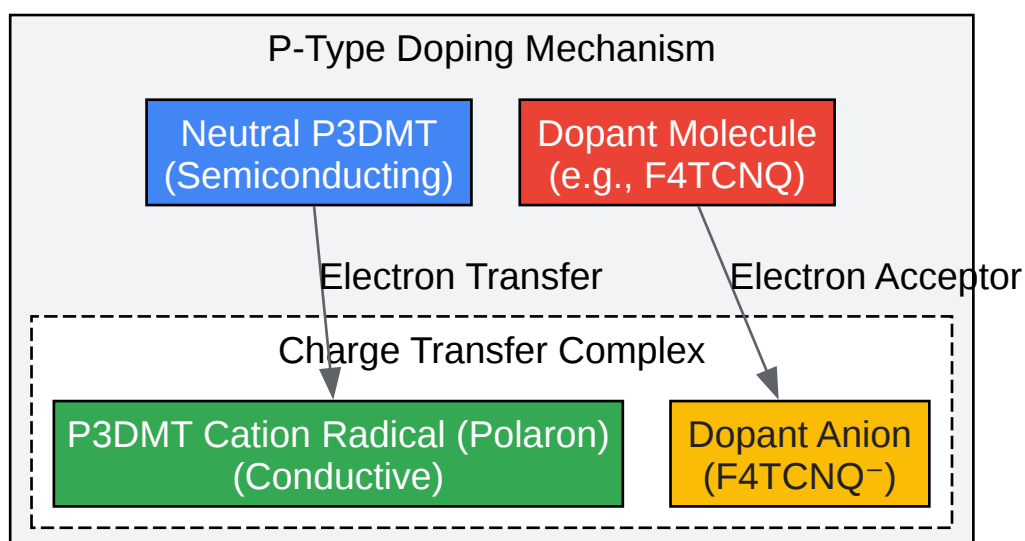 P-Type Doping Mechanism
Neutral P3DMT
(Semiconducting)
Dopant Molecule
(e.g., F4TCNQ)
Electron Transfer
Electron Acceptor
Charge Transfer Complex
P3DMT Cation Radical (Polaron)
(Conductive)
Dopant Anion
(F4TCNQ⁻)